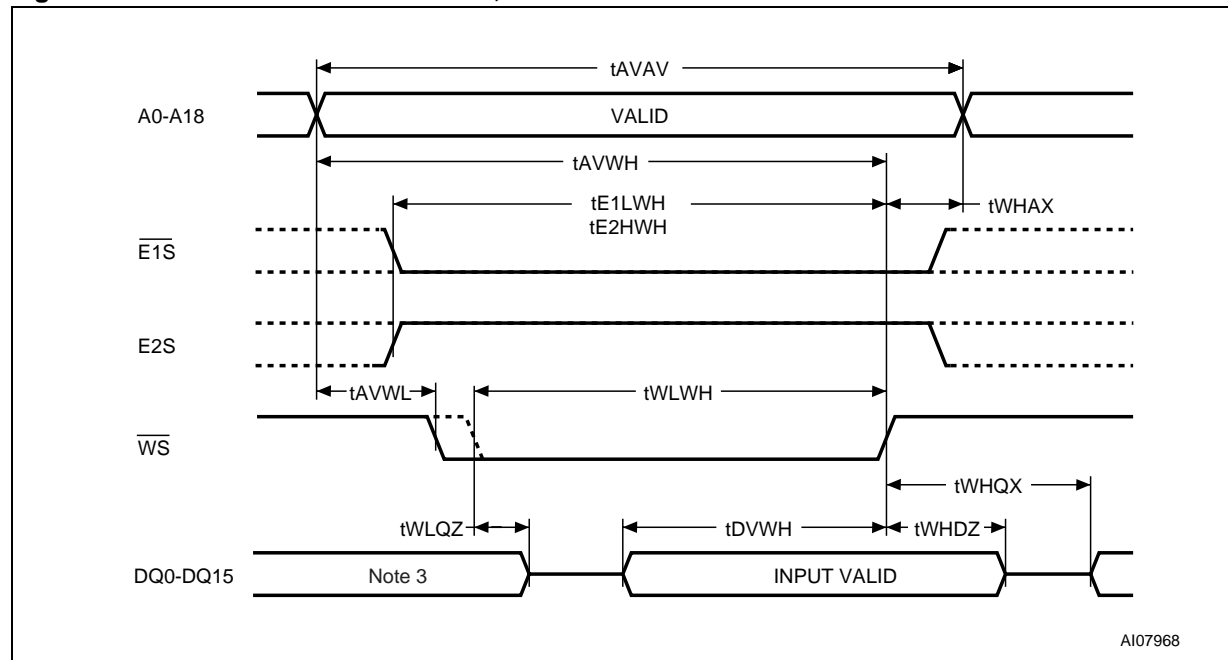 tAVAV
A0-A18
VALID
tAVWH
tE1LWH
tE2HWH
tWHAX
E1S
E2S
tAVWL
tWLWH
WS
tWHQX
tWLQZ
tDVWH
tWHDZ
DQ0-DQ15
Note 3
INPUT VALID
AI07968